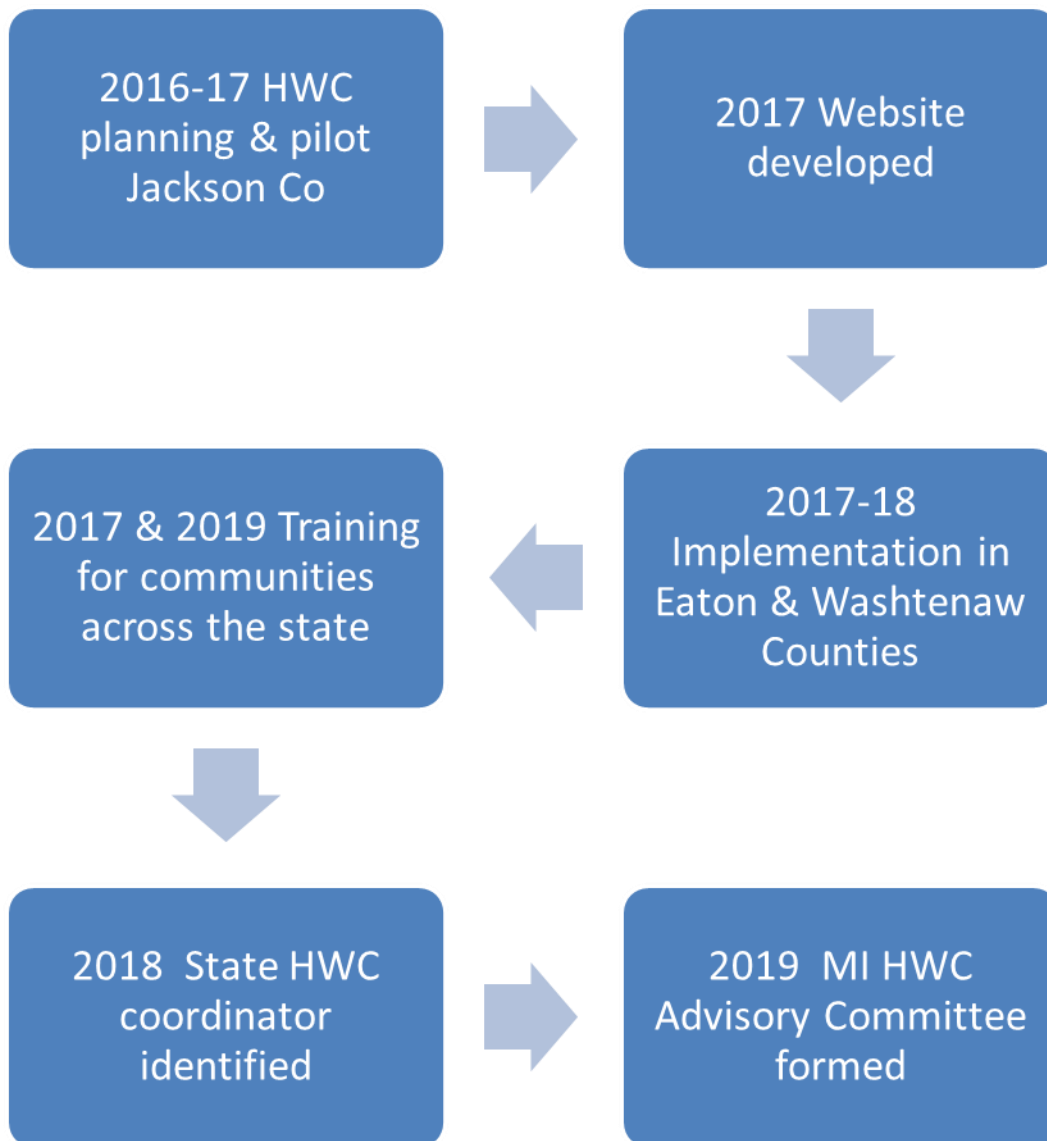 2016-17 HWC
planning & pilot
Jackson Co
2017 Website
developed
2017-18
Implementation in
Eaton & Washtenaw
Counties
2017 & 2019 Training
for communities
across the state
2018  State HWC
coordinator
identified
2019  MI HWC
Advisory Committee
formed